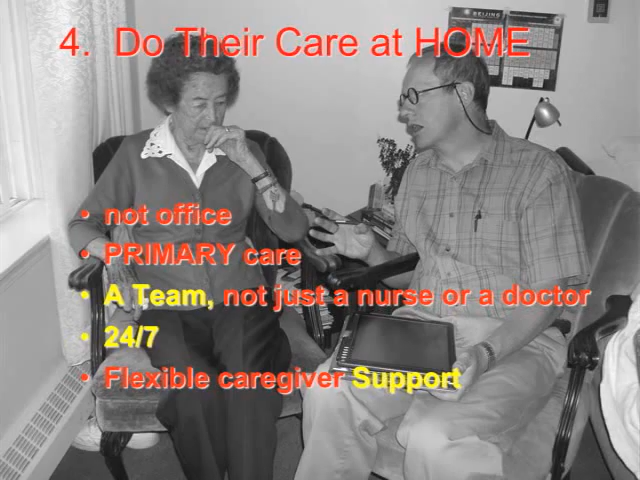 BEIJING
4. Do Their Care at HOME
• not office
• PRIMARY care
• A Team, not just a nurse or a doctor
• 24/7
• Flexible caregiver Support